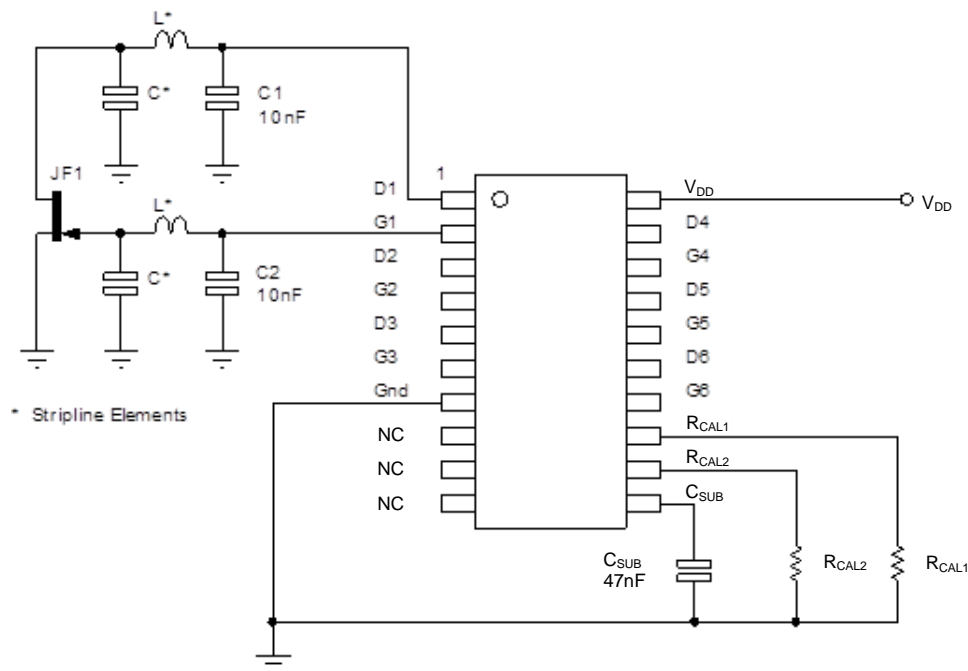 L*
C*
C1
10nF
JF1
L*
C*
C2
10nF
* Stripline Elements
1
D1
G1
D2
G2
D3
G3
Gnd
NC
NC
NC
VDD
D4
G4
D5
G5
D6
G6
RCAL1
RCAL2
CSUB
VDD
CSUB
47nF
RCAL2
RCAL1